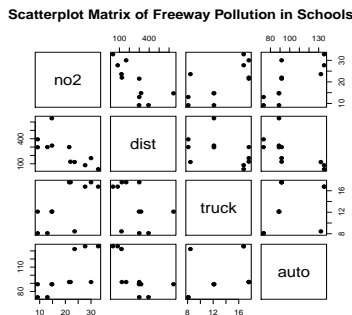 Scatterplot Matrix of Freeway Pollution in Schools
100 400
80 100 130
no2
10 20 30
100 400
dist
truck
8 12 16
80 110
auto
10 20 30
8 12 16